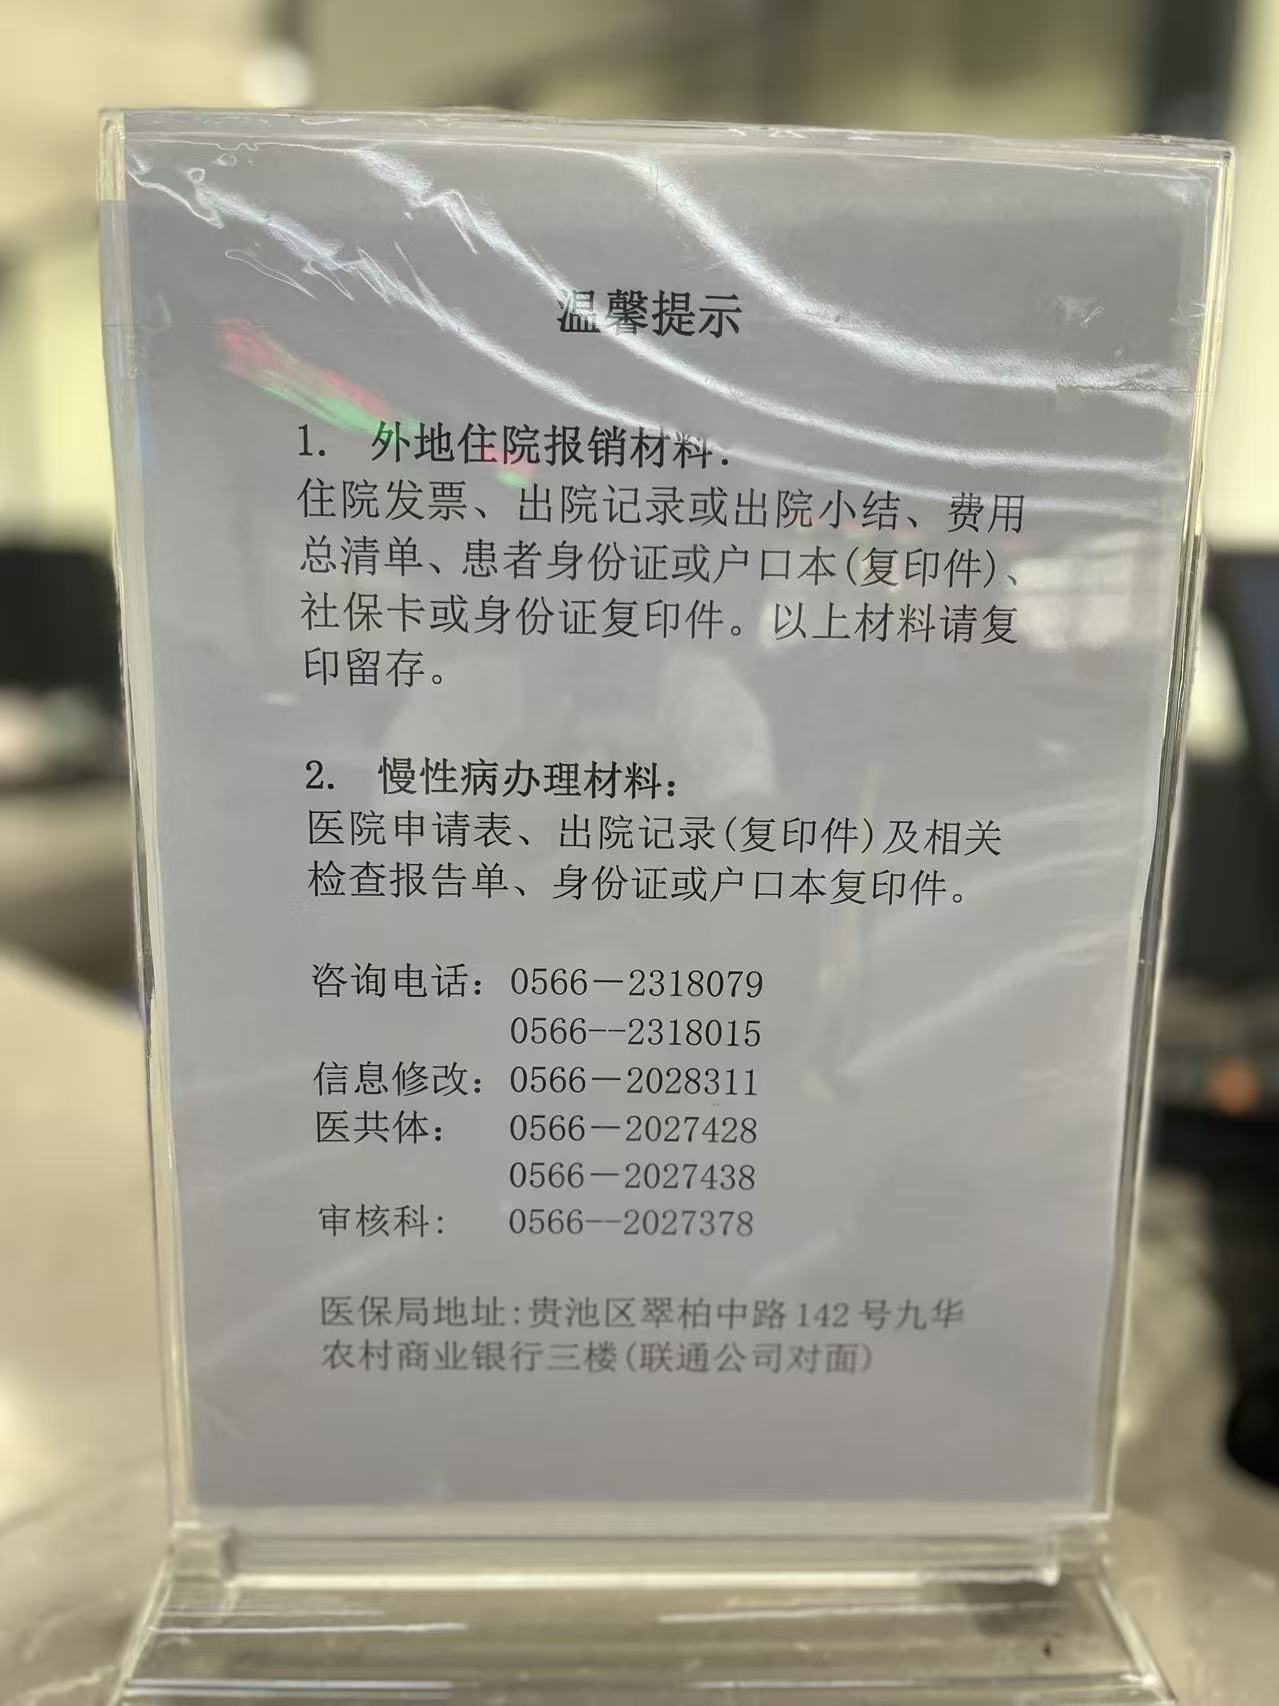 温馨提示
1. 外地住院报销材料:
住院发票、出院记录或出院小结、费用
总清单、患者身份证或户口本(复印件)、
社保卡或身份证复印件。以上材料请复
印留存。
2. 慢性病办理材料:
医院申请表、出院记录(复印件)及相关
检查报告单、身份证或户口本复印件。
咨询电话: 0566－2318079
0566--2318015
信息修改: 0566－2028311
医共体: 0566－2027428
0566－2027438
审核科: 0566--2027378
医保局地址:贵池区翠柏中路142号九华
农村商业银行三楼(联通公司对面)